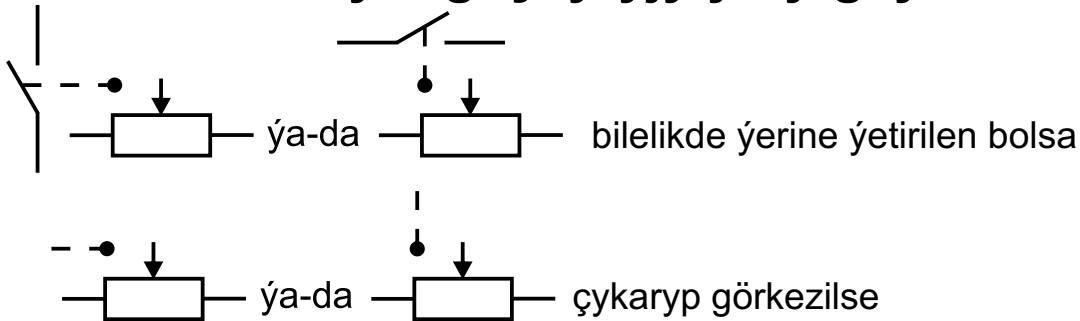 ýa-da bilelikde ýerine ýetirilen bolsa
ýa-da çykaryp görkezilse